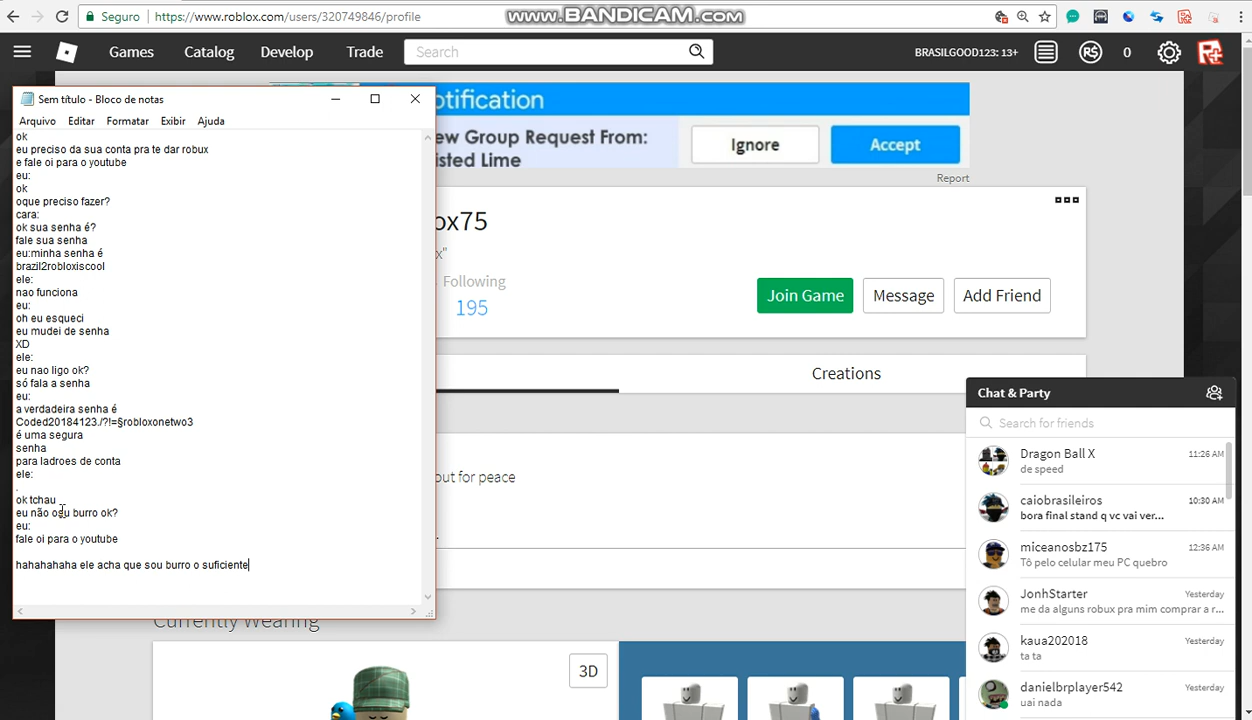 Seguro
https://www.roblox.com/users/320749846/profile
WWW.BANDICAM.COM
Games
Catalog
Develop
Trade
Search
BRASILGOOD123: 13+
0
Sem título - Bloco de notas
Arquivo
Editar
Formatar
Exibir
Ajuda
ok
eu preciso da sua conta pra te dar robux
e fale oi para o youtube
eu:
ok
oque preciso fazer?
cara:
ok sua senha é?
fale sua senha
eu:minha senha é
brazil2robloxiscool
ele:
nao funciona
eu:
oh eu esqueci
eu mudei de senha
XD
ele:
eu nao ligo ok?
só fala a senha
eu:
a verdadeira senha é
Coded20184123./?!=§robloxonetwo3
é uma segura
senha
para ladroes de conta
ele:
.
ok tchau
eu não osu burro ok?
eu:
fale oi para o youtube
hahahahaha ele acha que sou burro o suficiente
otification
ew Group Request From:
isted Lime
Ignore
Accept
Report
ox75
x"
Following
195
Join Game
Message
Add Friend
Creations
out for peace
Currently Wearing
3D
Chat & Party
Search for friends
Dragon Ball X
11:26 AM
de speed
caiobrasileiros
10:30 AM
bora final stand q vc vai ver...
miceanosbz175
12:36 AM
Tô pelo celular meu PC quebro
JonhStarter
Yesterday
me da alguns robux pra mim comprar a r...
kaua202018
Yesterday
ta ta
danielbrplayer542
Yesterday
uai nada